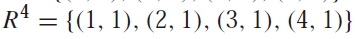 R⁴ = {(1, 1), (2, 1), (3, 1), (4, 1)}